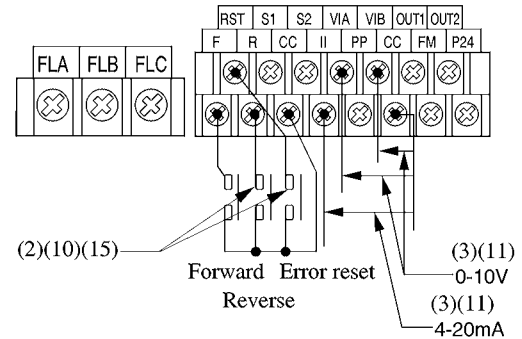 RST S1 S2 VIA VIB OUT1 OUT2
F R CC II PP CC FM P24
FLA FLB FLC
(2)(10)(15)
Forward Error reset
Reverse
(3)(11)
0-10V
(3)(11)
4-20mA